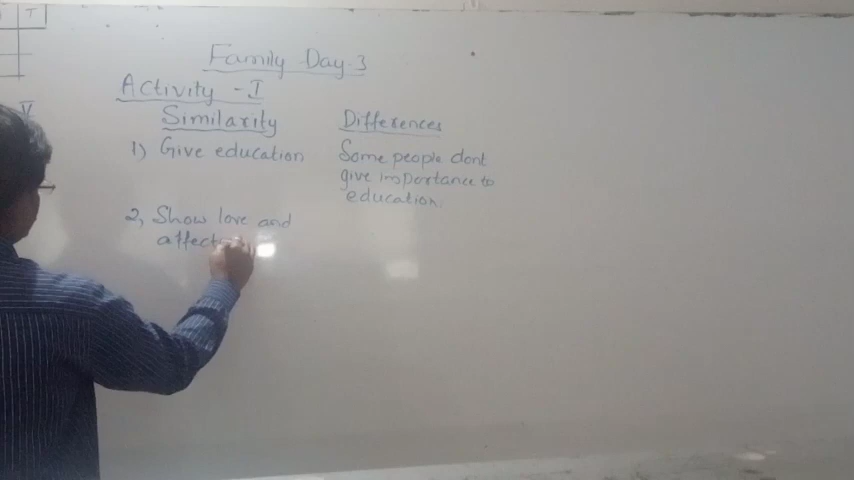 T
V
Family Day-3
Activity - I
Similarity Differences
1) Give education Some people dont
give importance to
education.
2, Show love and
affect